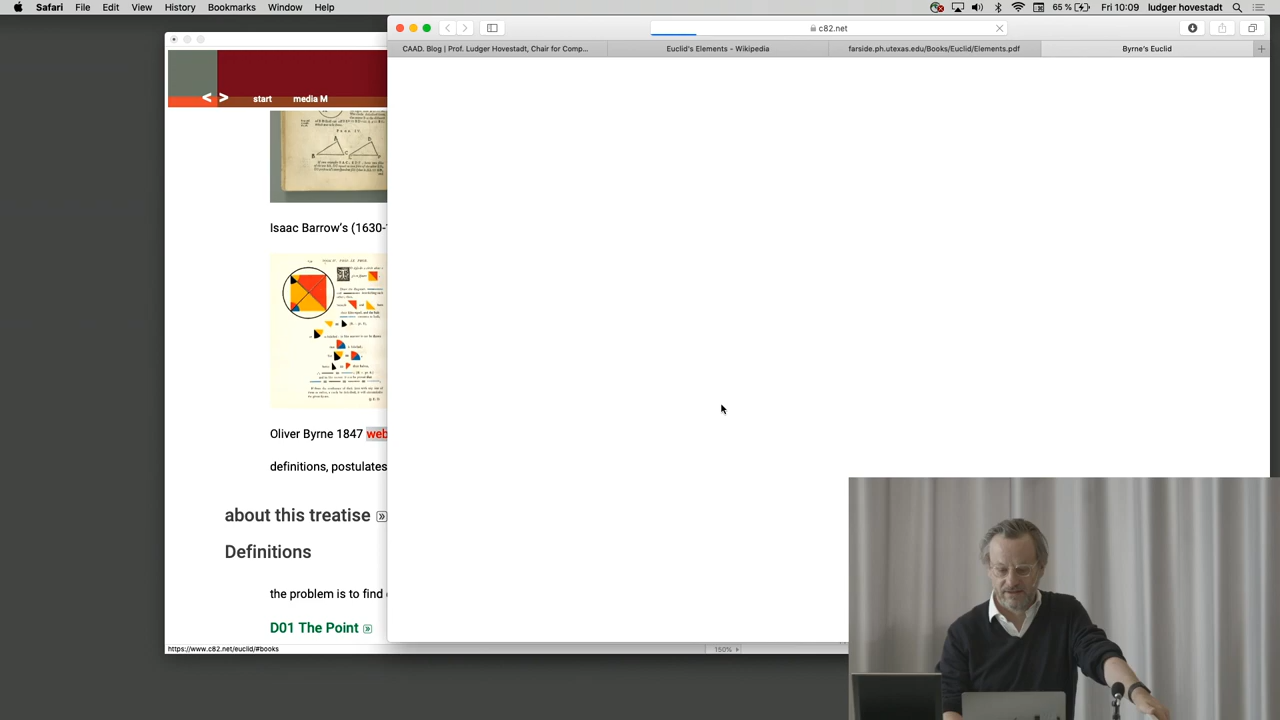 Safari File Edit View History Bookmarks Window Help
65 % Fri 10:09 ludger hovestadt
c82.net
CAAD. Blog | Prof. Ludger Hovestadt, Chair for Comp...
Euclid's Elements - Wikipedia
farside.ph.utexas.edu/Books/Euclid/Elements.pdf
Byrne's Euclid
< >
start
media M
Isaac Barrow's (1630-
Oliver Byrne 1847 web
definitions, postulates
about this treatise
Definitions
the problem is to find
D01 The Point
https://www.c82.net/euclid/#books
150%